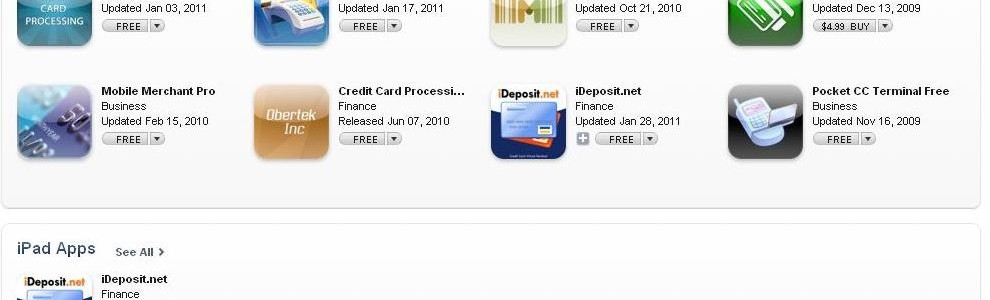 CARD
PROCESSING
Updated Jan 03, 2011
FREE
Updated Jan 17, 2011
FREE
Updated Oct 21, 2010
FREE
Updated Dec 13, 2009
$4.99 BUY
Mobile Merchant Pro
Business
Updated Feb 15, 2010
FREE
Obertek
Inc
Credit Card Processi...
Finance
Released Jun 07, 2010
FREE
iDeposit.net
iDeposit.net
Finance
Updated Jan 28, 2011
FREE
Pocket CC Terminal Free
Business
Updated Nov 16, 2009
FREE
iPad Apps
See All
iDeposit.net
iDeposit.net
Finance